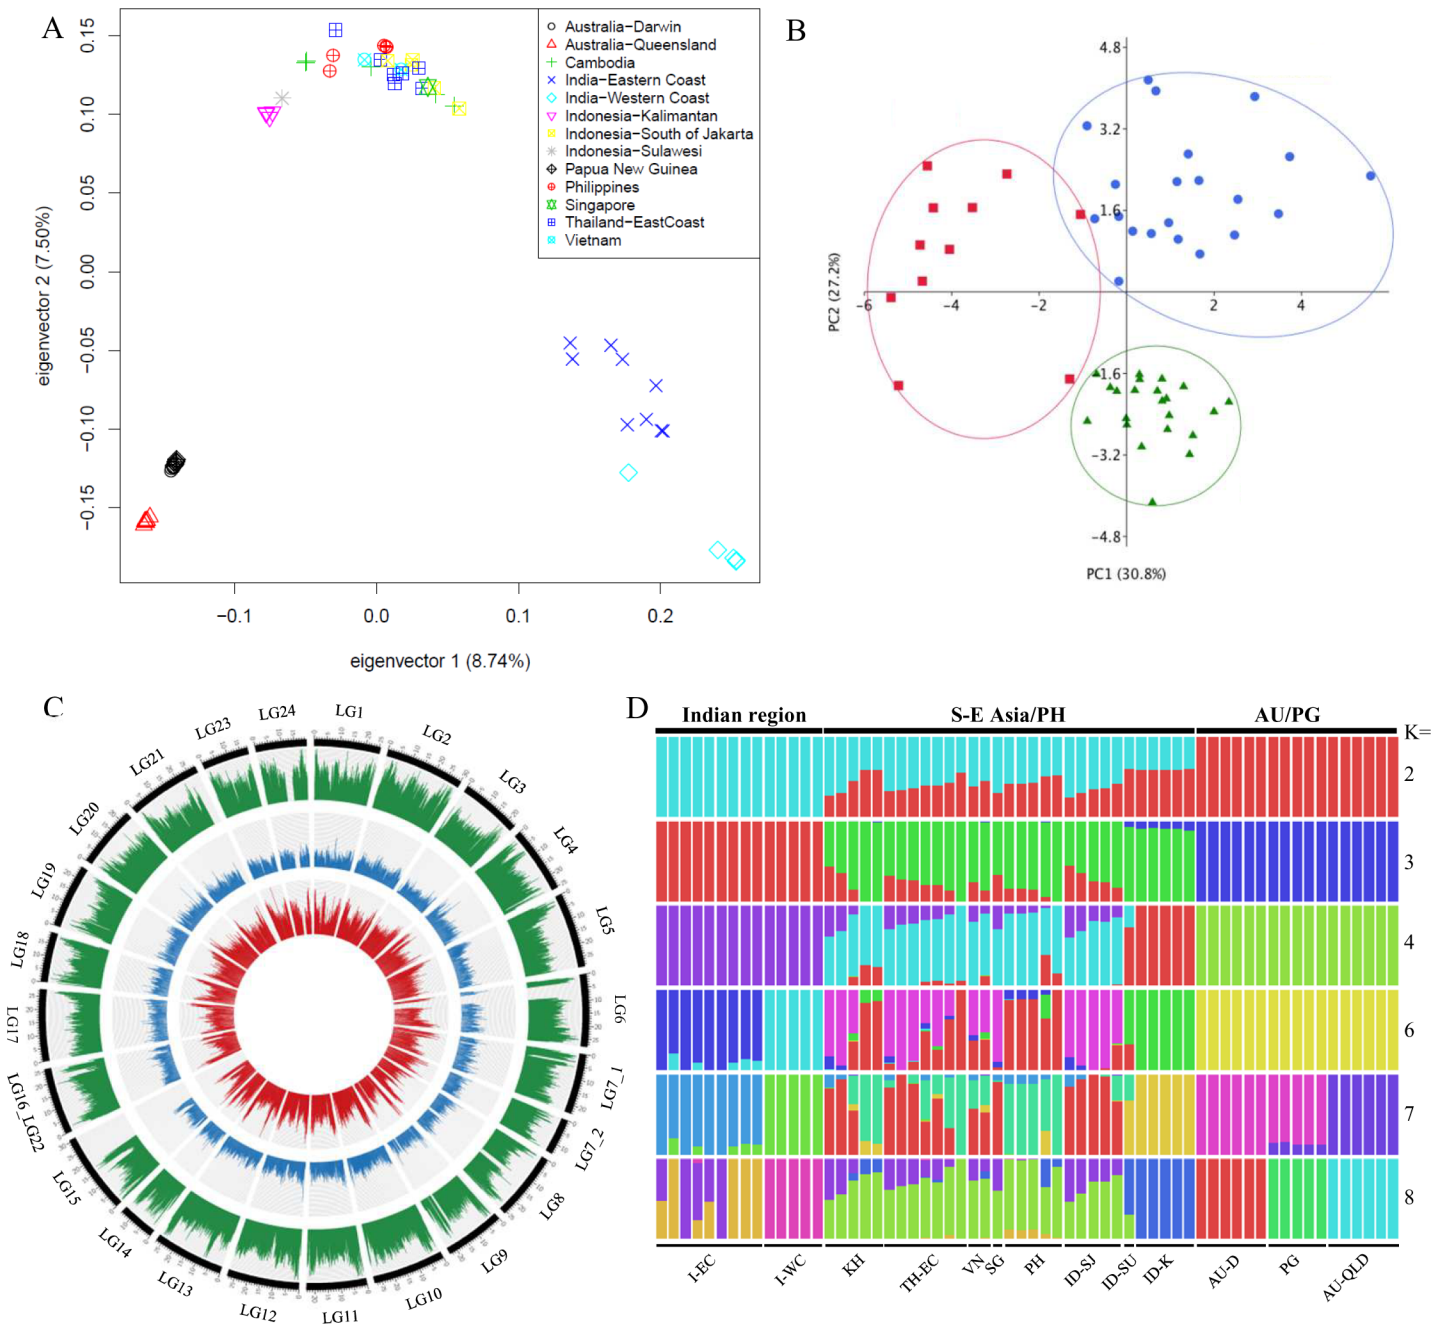 A
0.15
0.10
0.05
0.00
−0.05
−0.10
−0.15
eigenvector 2 (7.50%)
−0.1
0.0
0.1
0.2
eigenvector 1 (8.74%)
Australia−Darwin
Australia−Queensland
Cambodia
India−Eastern Coast
India−Western Coast
Indonesia−Kalimantan
Indonesia−South of Jakarta
Indonesia−Sulawesi
Papua New Guinea
Philippines
Singapore
Thailand−EastCoast
Vietnam
B
4.8
3.2
1.6
-1.6
-3.2
-4.8
-6
-4
-2
2
4
PC2 (27.2%)
PC1 (30.8%)
C
LG1
LG2
LG3
LG4
LG5
LG6
LG7_1
LG7_2
LG8
LG9
LG10
LG11
LG12
LG13
LG14
LG15
LG16_LG22
LG17
LG18
LG19
LG20
LG21
LG23
LG24
D
Indian region
S-E Asia/PH
AU/PG
K=
2
3
4
6
7
8
I-EC
I-WC
KH
TH-EC
VN
SG
PH
ID-SJ
ID-SU
ID-K
AU-D
PG
AU-QLD